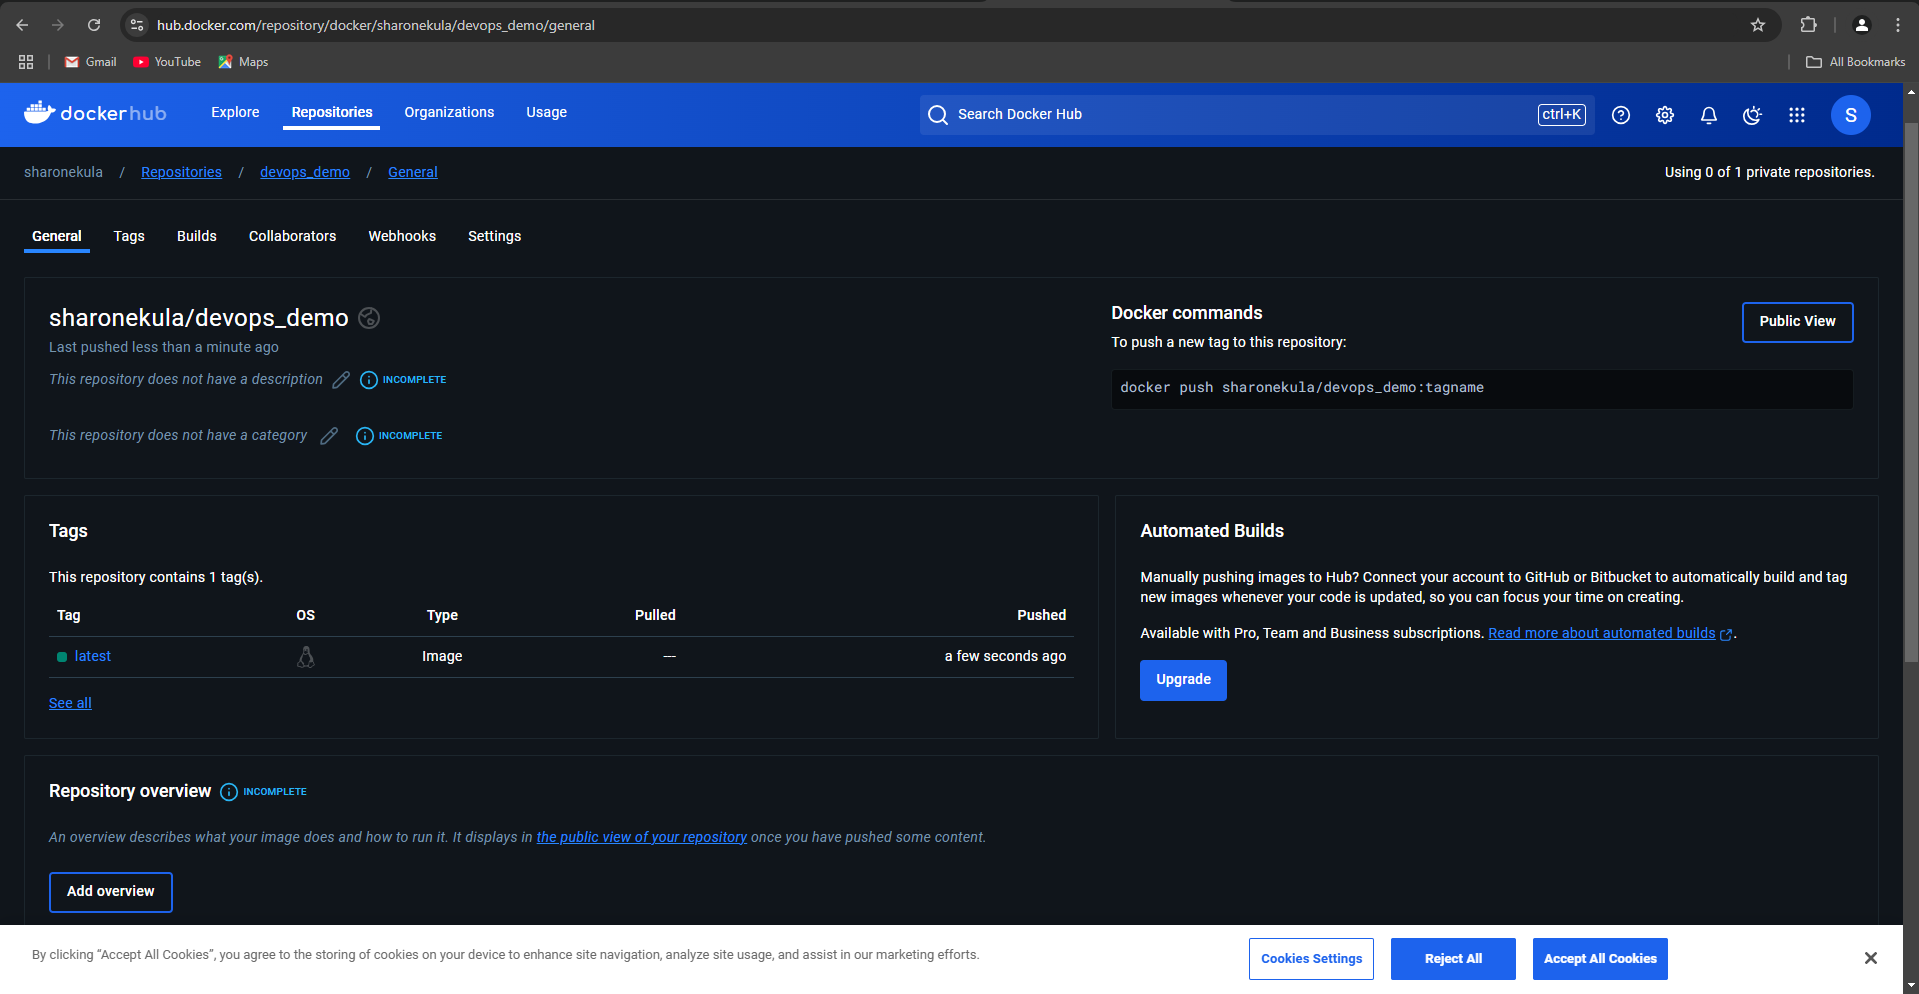 hub.docker.com/repository/docker/sharonekula/devops_demo/general
Gmail YouTube Maps All Bookmarks
dockerhub Explore Repositories Organizations Usage Search Docker Hub ctrl+K S
sharonekula / Repositories / devops_demo / General Using 0 of 1 private repositories.
General Tags Builds Collaborators Webhooks Settings
sharonekula/devops_demo
Last pushed less than a minute ago
This repository does not have a description INCOMPLETE
This repository does not have a category INCOMPLETE
Docker commands
Public View
To push a new tag to this repository:
docker push sharonekula/devops_demo:tagname
Tags
This repository contains 1 tag(s).
Tag OS Type Pulled Pushed
latest Image --- a few seconds ago
See all
Automated Builds
Manually pushing images to Hub? Connect your account to GitHub or Bitbucket to automatically build and tag
new images whenever your code is updated, so you can focus your time on creating.
Available with Pro, Team and Business subscriptions. Read more about automated builds.
Upgrade
Repository overview INCOMPLETE
An overview describes what your image does and how to run it. It displays in the public view of your repository once you have pushed some content.
Add overview
By clicking “Accept All Cookies”, you agree to the storing of cookies on your device to enhance site navigation, analyze site usage, and assist in our marketing efforts.
Cookies Settings Reject All Accept All Cookies